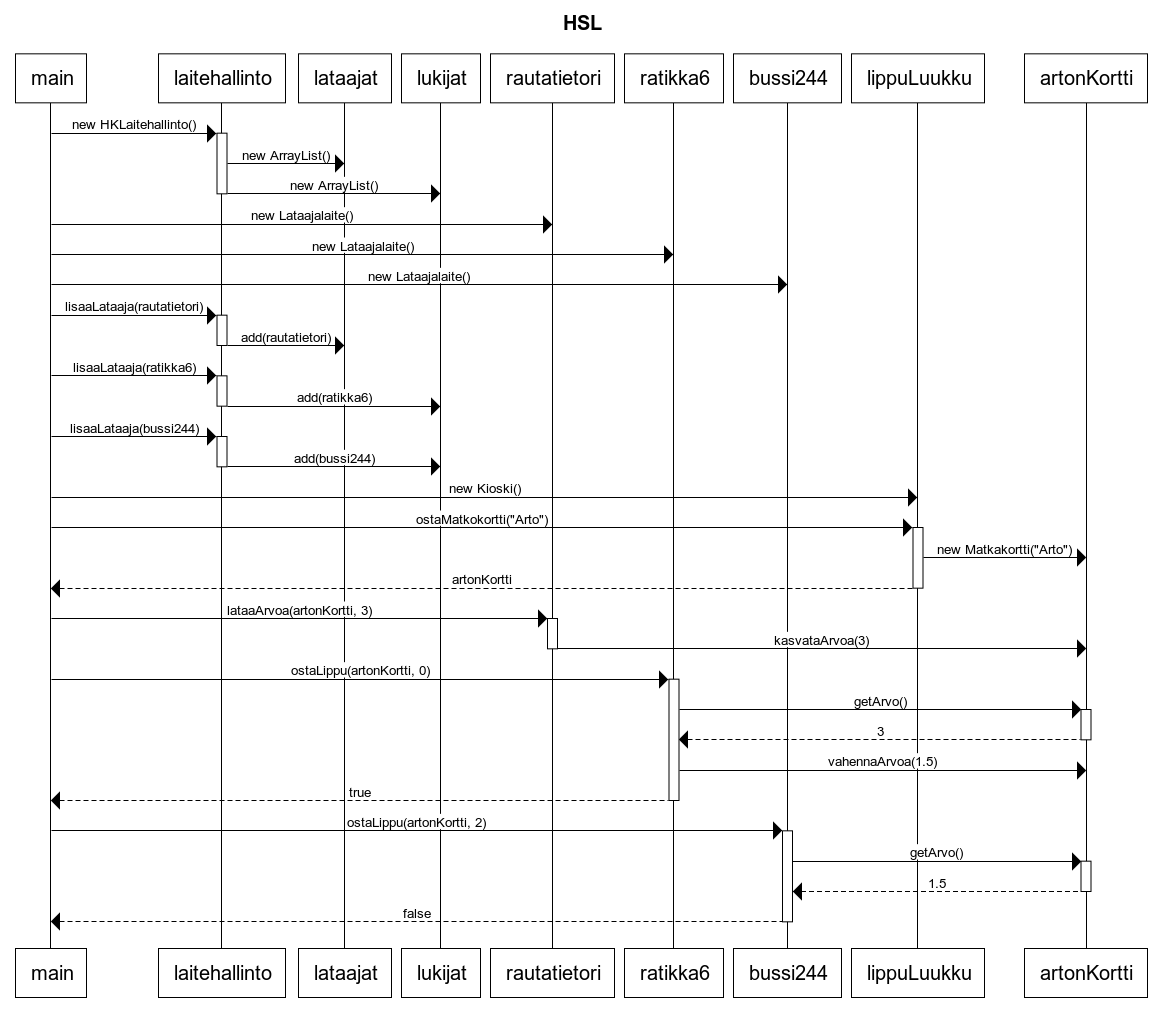 HSL
main laitehallinto lataajat lukijat rautatietori ratikka6 bussi244 lippuLuukku artonKortti
new HKLaitehallinto()
new ArrayList()
new ArrayList()
new Lataajalaite()
new Lataajalaite()
new Lataajalaite()
lisaaLataaja(rautatietori)
add(rautatietori)
lisaaLataaja(ratikka6)
add(ratikka6)
lisaaLataaja(bussi244)
add(bussi244)
new Kioski()
ostaMatkokortti("Arto")
new Matkakortti("Arto")
artonKortti
lataaArvoa(artonKortti, 3)
kasvataArvoa(3)
ostaLippu(artonKortti, 0)
getArvo()
3
vahennaArvoa(1.5)
true
ostaLippu(artonKortti, 2)
getArvo()
1.5
false
main laitehallinto lataajat lukijat rautatietori ratikka6 bussi244 lippuLuukku artonKortti